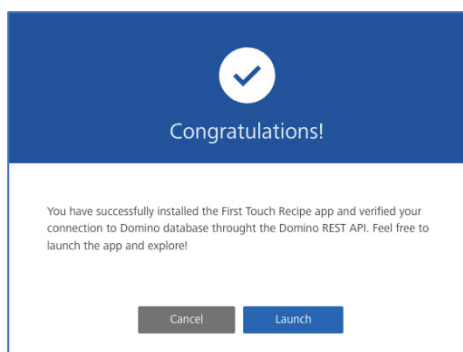 Congratulations!
You have successfully installed the First Touch Recipe app and verified your
connection to Domino database throught the Domino REST API. Feel free to
launch the app and explore!
Cancel Launch